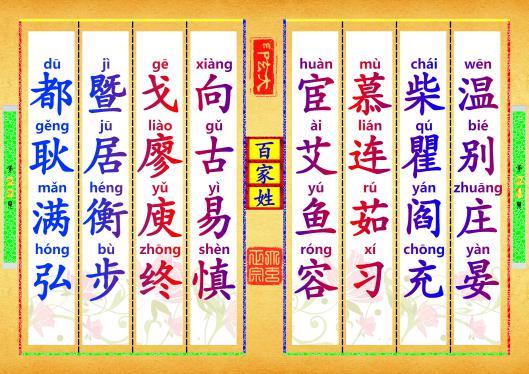 wēn
温
bié
别
zhuāng
庄
yàn
晏
chái
柴
qú
瞿
yán
阎
chōng
充
mù
慕
lián
连
rú
茹
xí
习
huàn
宦
ài
艾
yú
鱼
róng
容
百家姓
xiàng
向
gǔ
古
yì
易
shèn
慎
gē
戈
liào
廖
yǔ
庾
zhōng
终
jì
暨
jū
居
héng
衡
bù
步
dū
都
gěng
耿
mǎn
满
hóng
弘